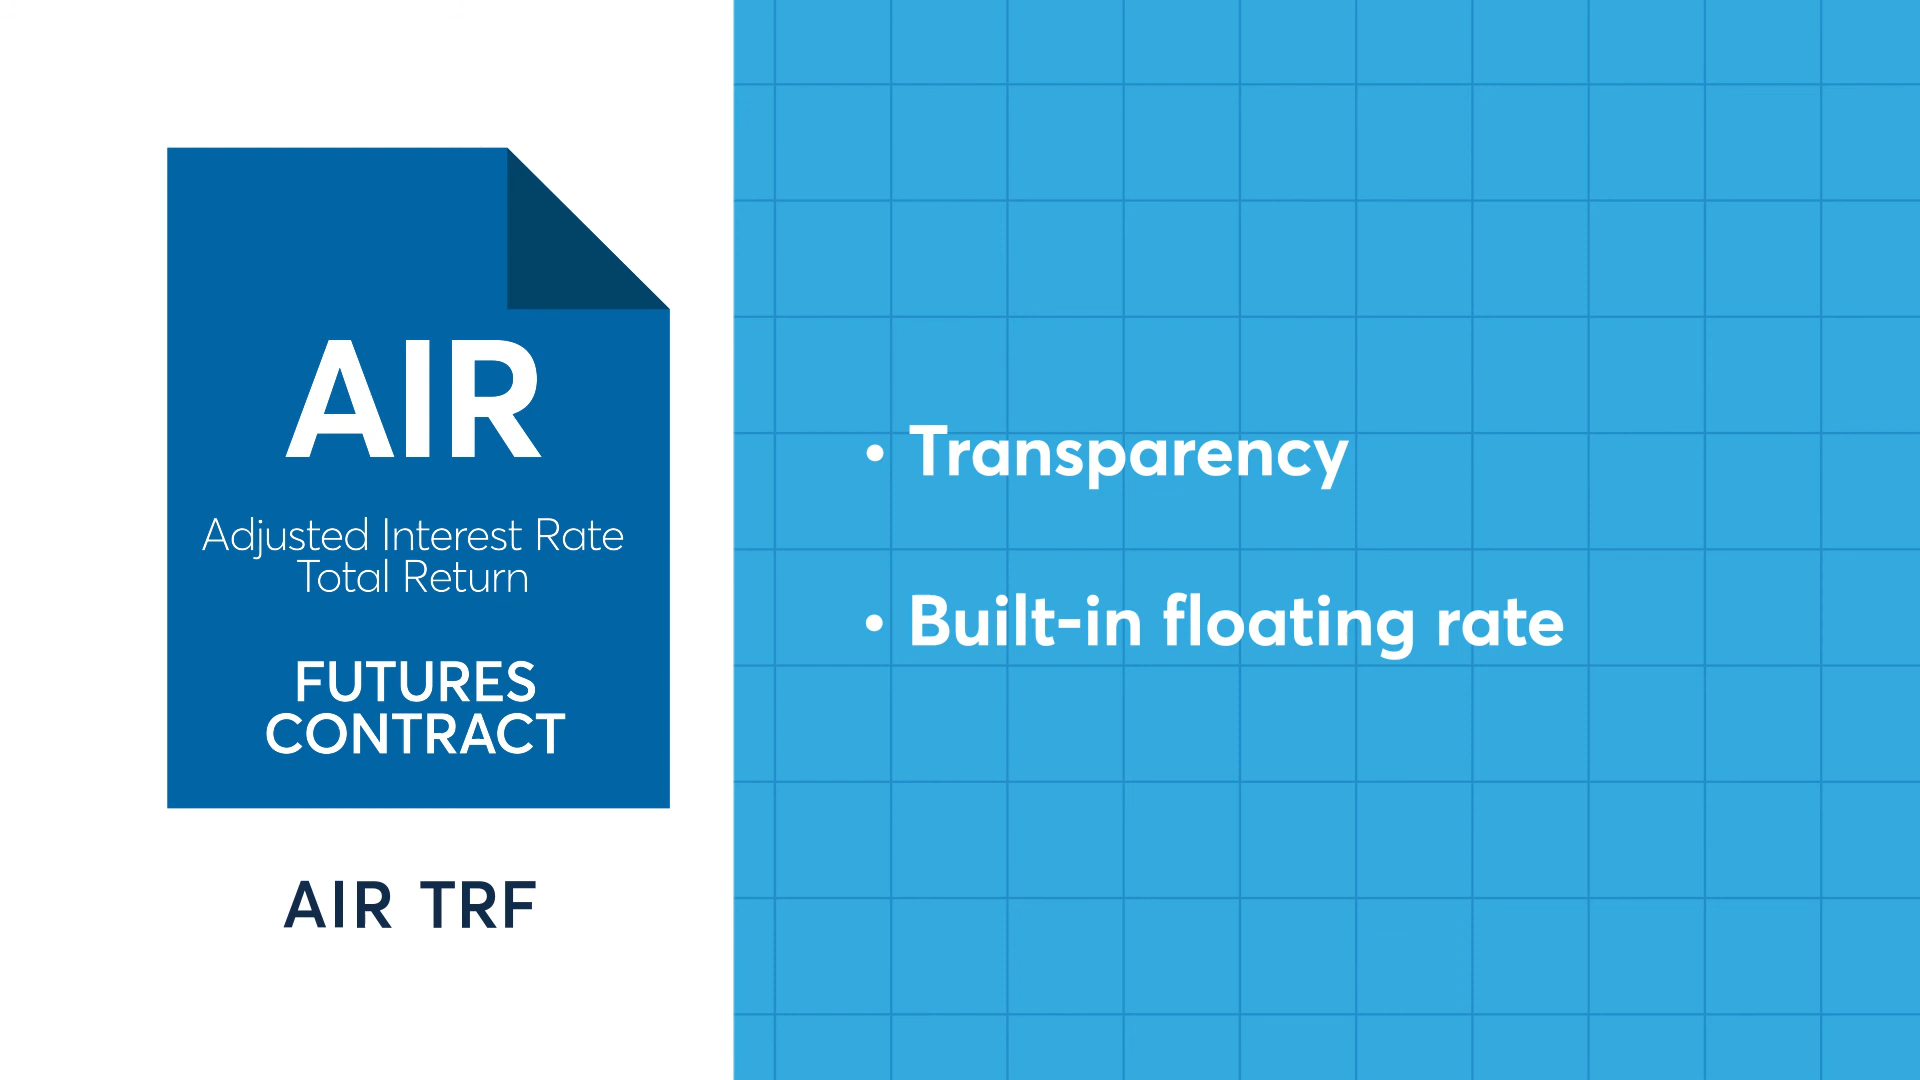 AIR
Adjusted Interest Rate
Total Return
FUTURES
CONTRACT
AIR TRF
• Transparency
• Built-in floating rate